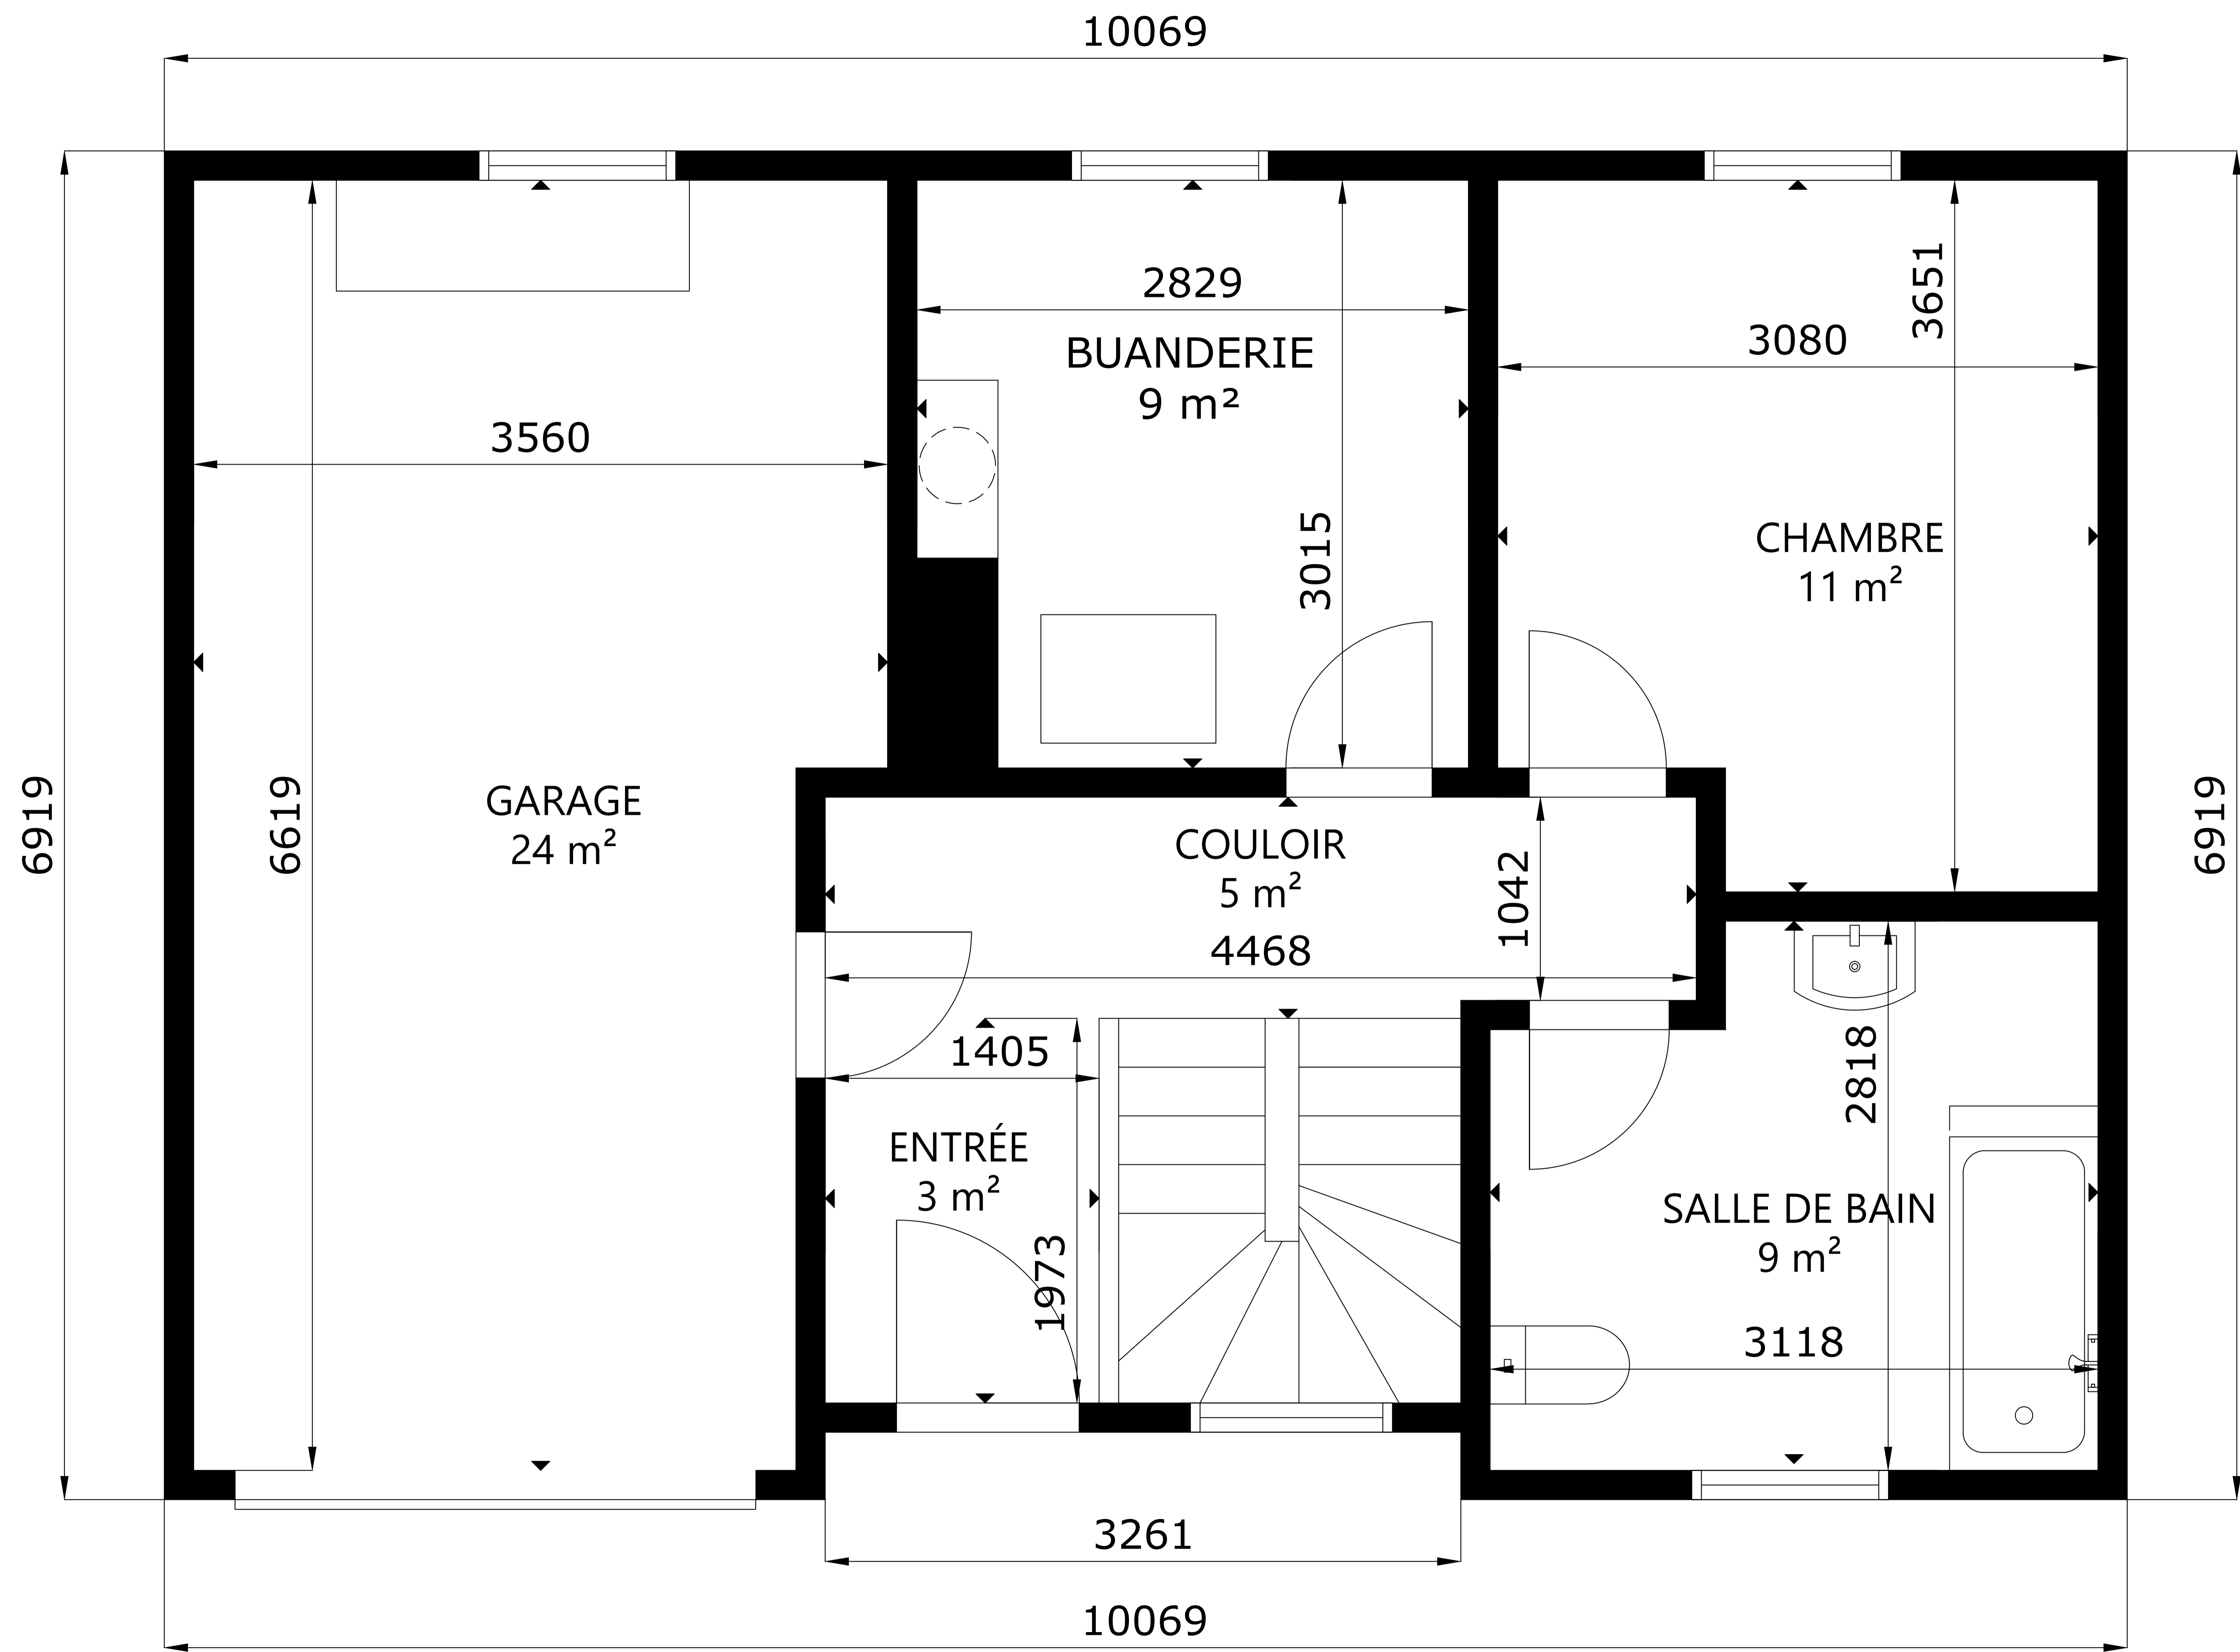 10069
2829
BUANDERIE
9 m²
3080
3651
3560
3015
CHAMBRE
11 m²
6919
6619
GARAGE
24 m²
COULOIR
5 m²
4468
1042
6919
1405
ENTRÉE
3 m²
1973
2818
SALLE DE BAIN
9 m²
3118
3261
10069